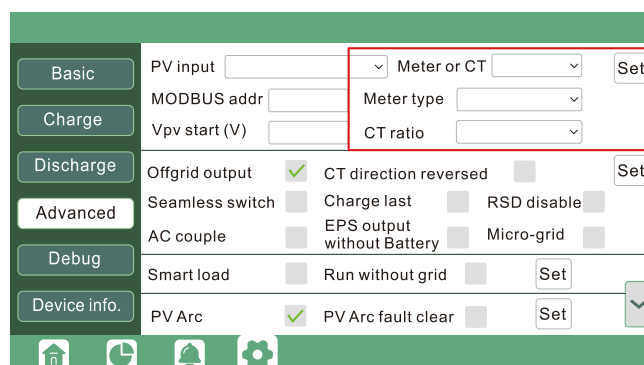 Basic
Charge
Discharge
Advanced
Debug
Device info.
PV input
Meter or CT
Set
MODBUS addr
Meter type
Vpv start (V)
CT ratio
Offgrid output
CT direction reversed
Set
Seamless switch
Charge last
RSD disable
AC couple
EPS output
without Battery
Micro-grid
Smart load
Run without grid
Set
PV Arc
PV Arc fault clear
Set